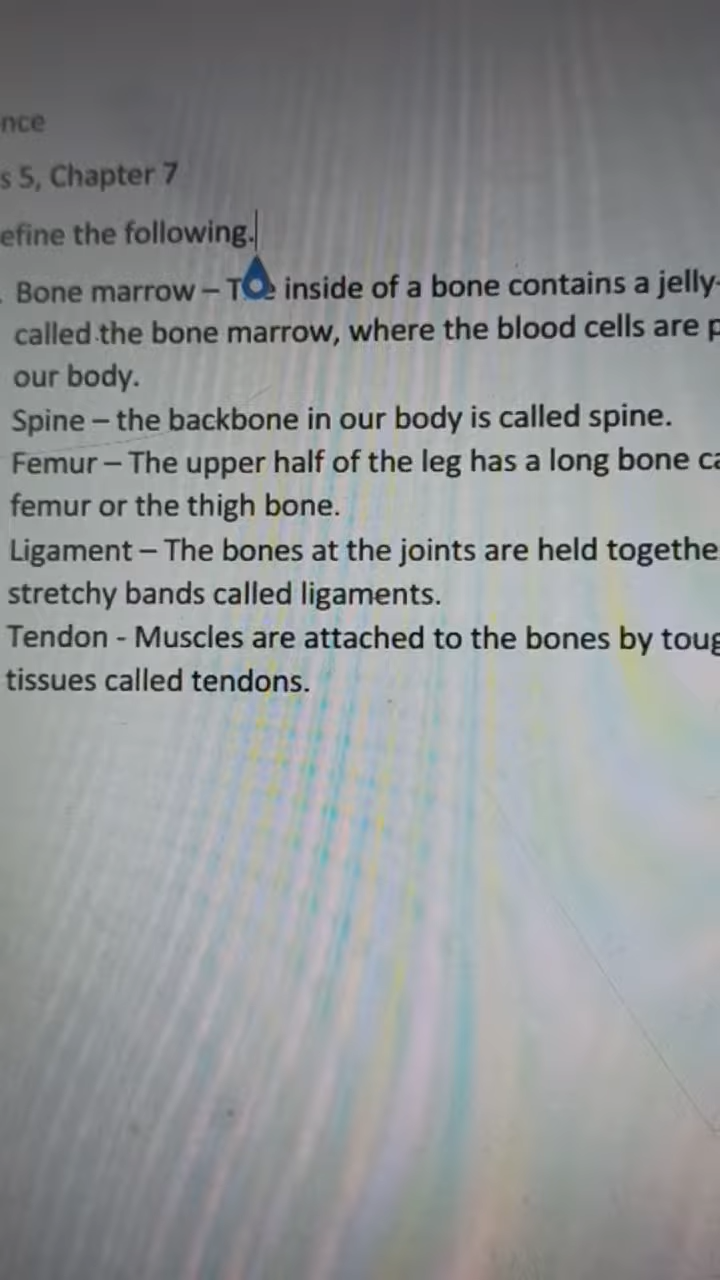 nce
s 5, Chapter 7
efine the following.
Bone marrow – The inside of a bone contains a jelly-
called the bone marrow, where the blood cells are p
our body.
Spine – the backbone in our body is called spine.
Femur – The upper half of the leg has a long bone ca
femur or the thigh bone.
Ligament – The bones at the joints are held togethe
stretchy bands called ligaments.
Tendon - Muscles are attached to the bones by toug
tissues called tendons.